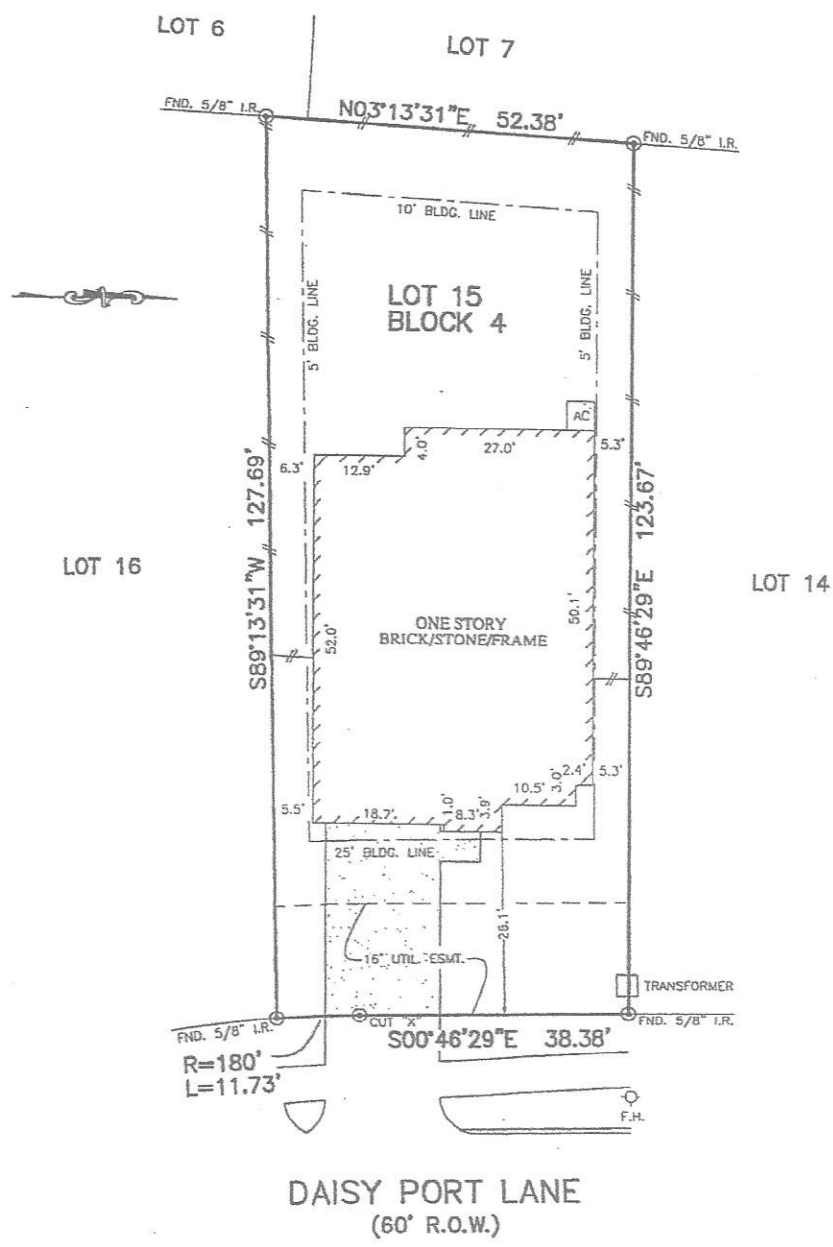 LOT 6
LOT 7
FND. 5/8" I.R.
N03°13'31"E 52.38'
FND. 5/8" I.R.
10' BLDG. LINE
LOT 15
BLOCK 4
5' BLDG. LINE
5' BLDG. LINE
AC.
27.0'
4.0'
12.9'
6.3'
5.3'
S89°13'31"W 127.69'
S89°46'29"E 123.67'
LOT 16
LOT 14
ONE STORY
BRICK/STONE/FRAME
52.0'
50.1'
2.4'
5.3'
3.0'
10.5'
5.5'
18.7'
1.0'
8.3'
3.9'
25' BLDG. LINE
16' UTIL. ESMT.
TRANSFORMER
FND. 5/8" I.R.
CUT "X"
FND. 5/8" I.R.
S00°46'29"E 38.38'
R=180'
L=11.73'
F.H.
DAISY PORT LANE
(60' R.O.W.)